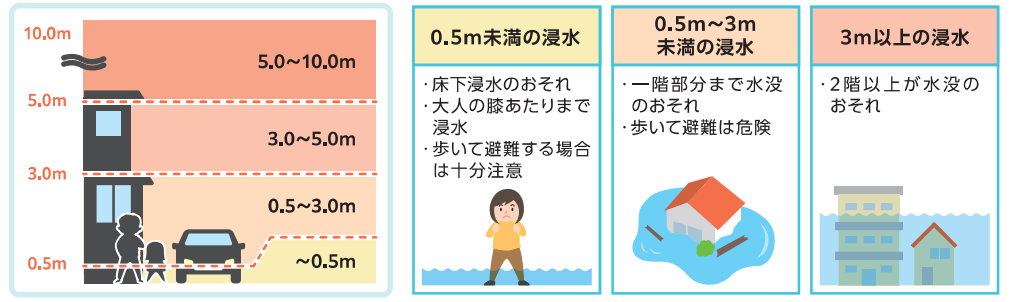 10.0m
5.0〜10.0m
5.0m
3.0〜5.0m
3.0m
0.5〜3.0m
0.5m
〜0.5m
0.5m未満の浸水
・床下浸水のおそれ
・大人の膝あたりまで
浸水
・歩いて避難する場合
は十分注意
0.5m〜3m
未満の浸水
・一階部分まで水没
のおそれ
・歩いて避難は危険
3m以上の浸水
・2階以上が水没の
おそれ